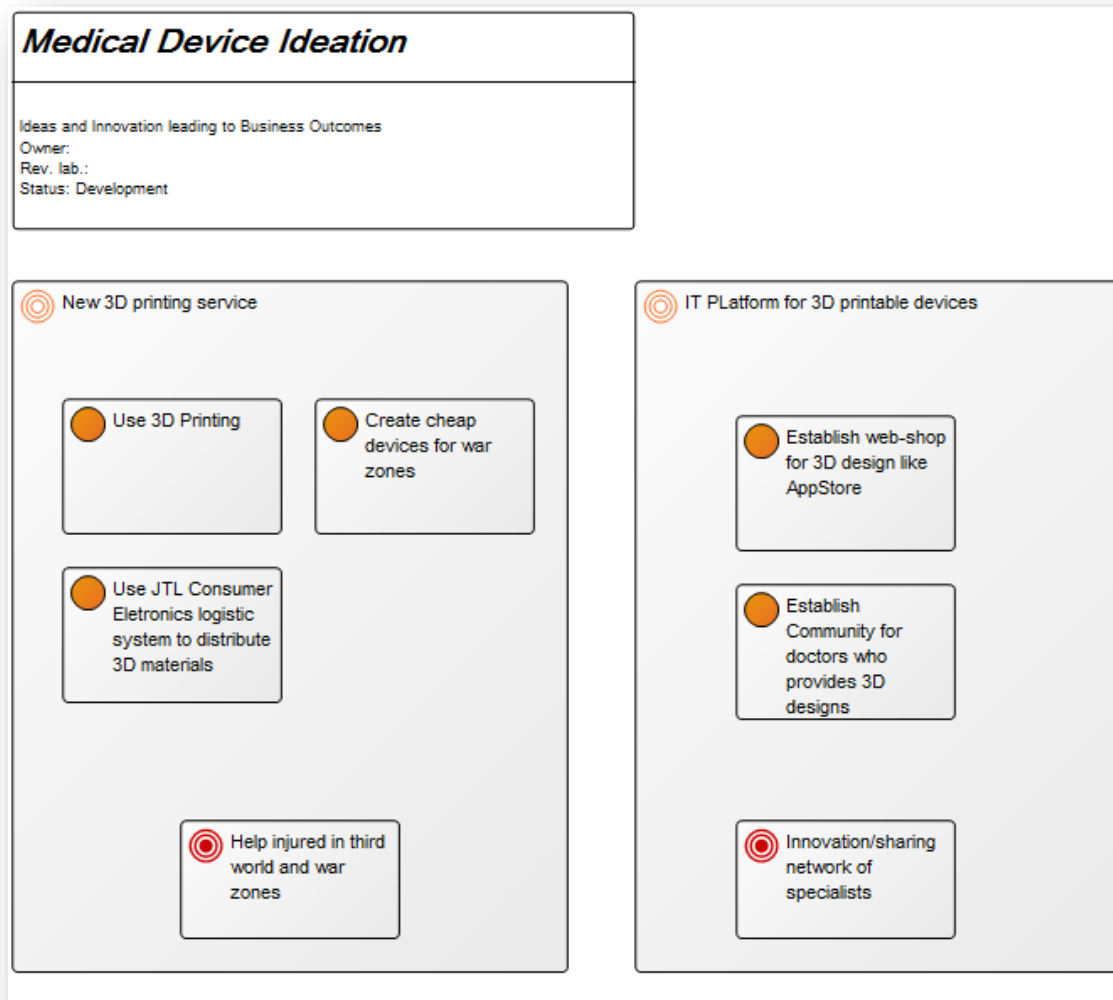 Medical Device Ideation
Ideas and Innovation leading to Business Outcomes
Owner:
Rev. lab.:
Status: Development
New 3D printing service
Use 3D Printing
Create cheap
devices for war
zones
Use JTL Consumer
Eletronics logistic
system to distribute
3D materials
Help injured in third
world and war
zones
IT PLatform for 3D printable devices
Establish web-shop
for 3D design like
AppStore
Establish
Community for
doctors who
provides 3D
designs
Innovation/sharing
network of
specialists